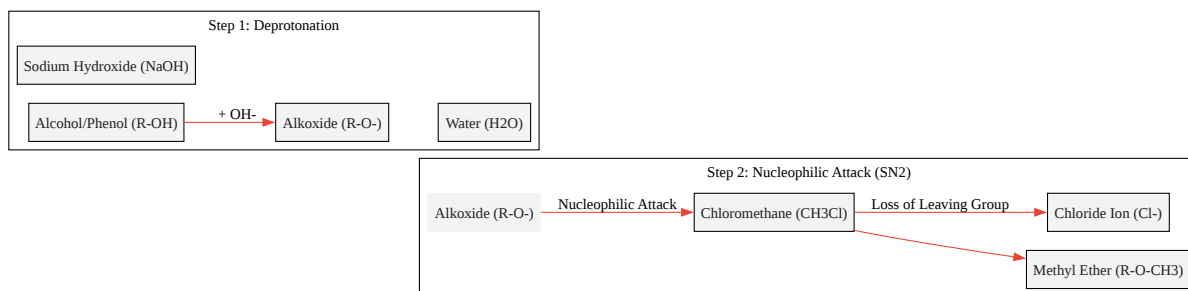 Step 1: Deprotonation
Sodium Hydroxide (NaOH)
Alcohol/Phenol (R-OH)
+ OH-
Alkoxide (R-O-)
Water (H2O)
Step 2: Nucleophilic Attack (SN2)
Alkoxide (R-O-)
Nucleophilic Attack
Chloromethane (CH3Cl)
Loss of Leaving Group
Chloride Ion (Cl-)
Methyl Ether (R-O-CH3)